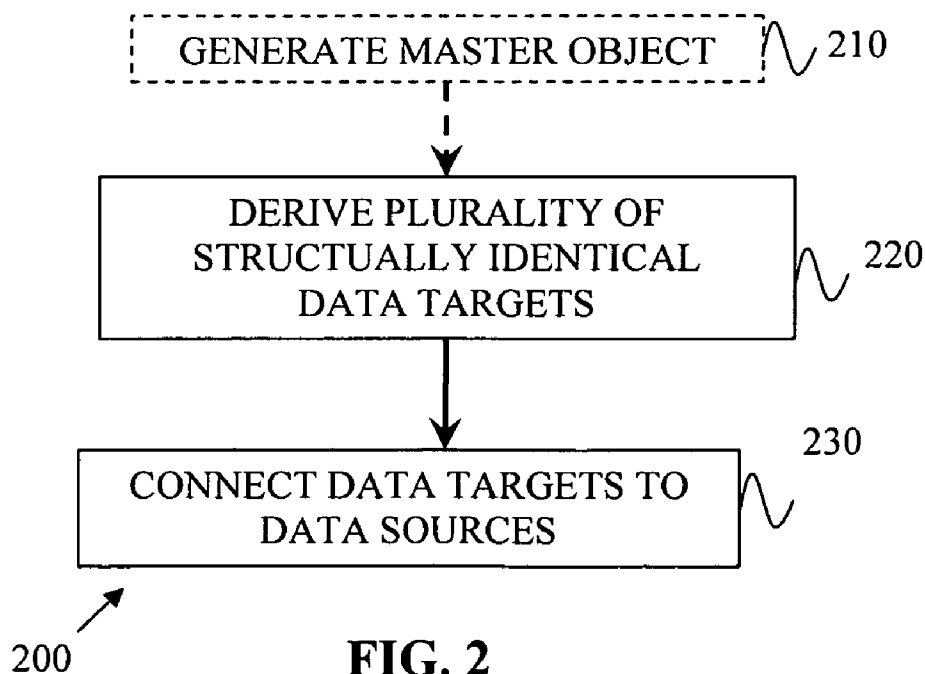 GENERATE MASTER OBJECT
210
DERIVE PLURALITY OF
STRUCTUALLY IDENTICAL
DATA TARGETS
220
230
CONNECT DATA TARGETS TO
DATA SOURCES
200
FIG. 2